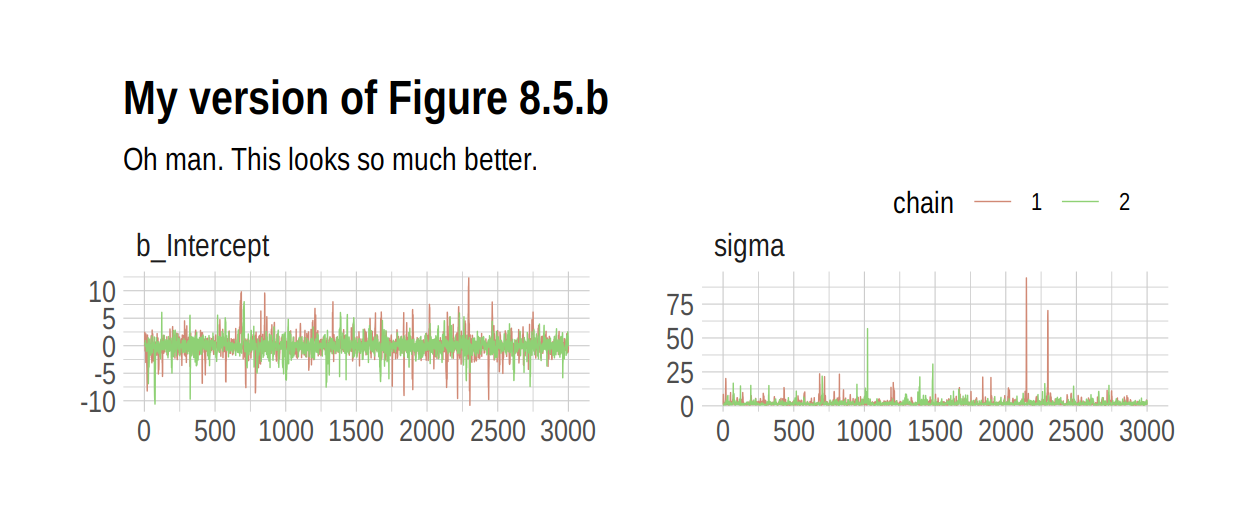 My version of Figure 8.5.b
Oh man. This looks so much better.
chain 1 2
b_Intercept
sigma
10
5
0
-5
-10
0 500 1000 1500 2000 2500 3000
75
50
25
0
0 500 1000 1500 2000 2500 3000